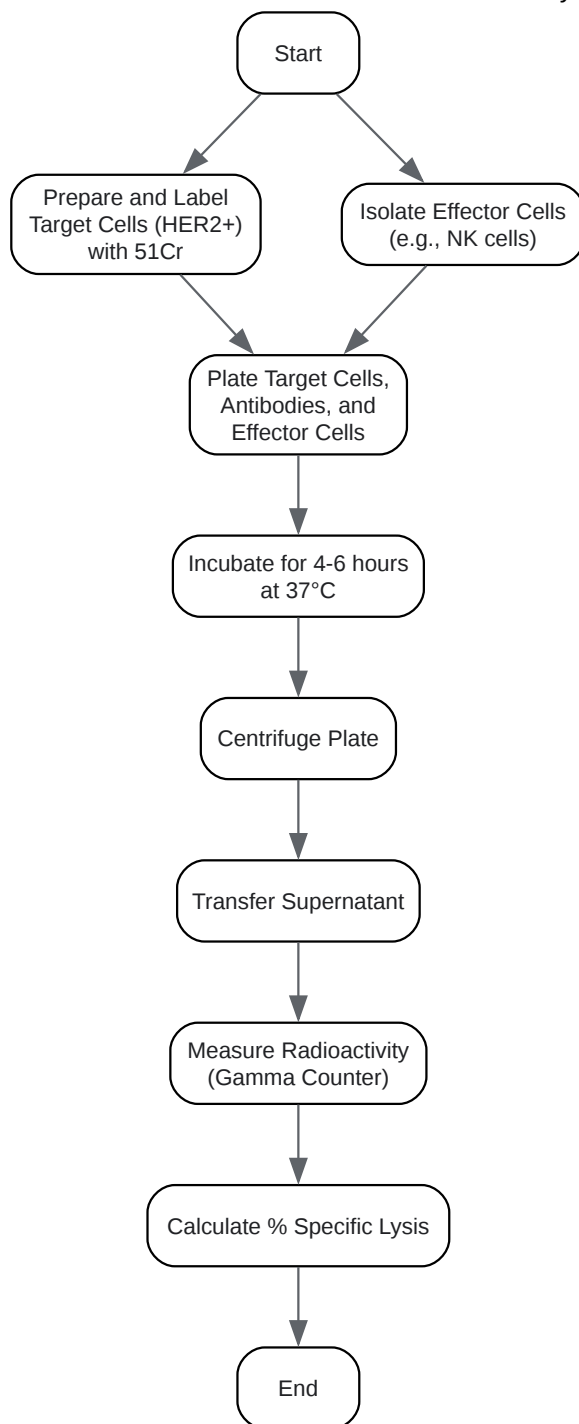 Start
Prepare and Label
Target Cells (HER2+)
with 51Cr
Isolate Effector Cells
(e.g., NK cells)
Plate Target Cells,
Antibodies, and
Effector Cells
Incubate for 4-6 hours
at 37°C
Centrifuge Plate
Transfer Supernatant
Measure Radioactivity
(Gamma Counter)
Calculate % Specific Lysis
End